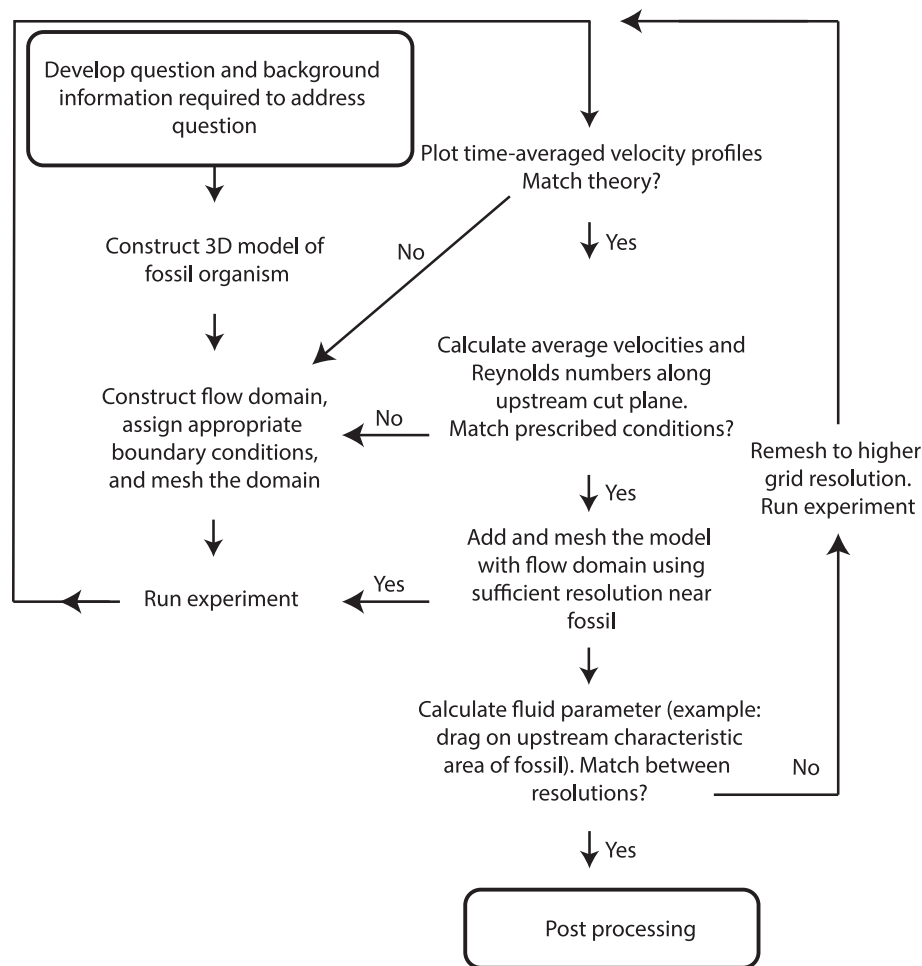 Develop question and background
information required to address
question
Construct 3D model of
fossil organism
Construct flow domain,
assign appropriate
boundary conditions,
and mesh the domain
Run experiment
Plot time-averaged velocity profiles
Match theory?
No
Yes
Calculate average velocities and
Reynolds numbers along
upstream cut plane.
Match prescribed conditions?
No
Yes
Add and mesh the model
with flow domain using
sufficient resolution near
fossil
Yes
Calculate fluid parameter (example:
drag on upstream characteristic
area of fossil). Match between
resolutions?
No
Remesh to higher
grid resolution.
Run experiment
Yes
Post processing